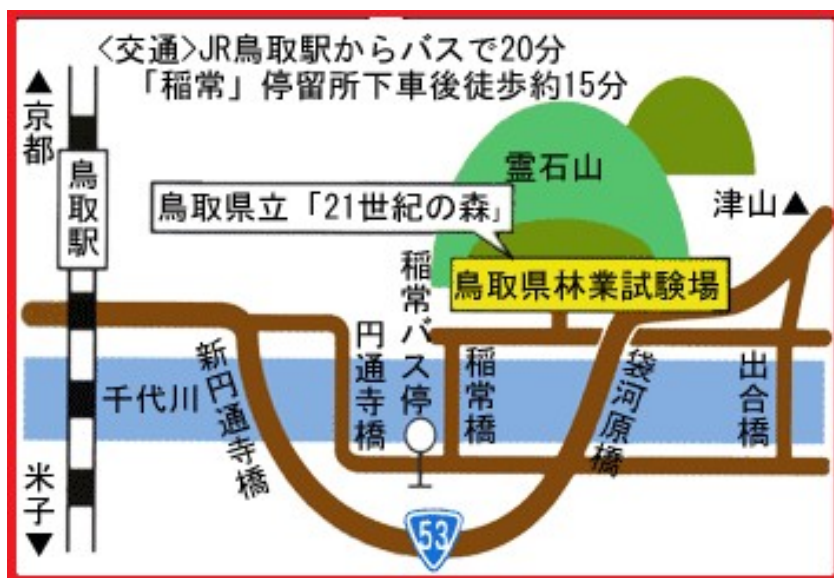 <交通>JR鳥取駅からバスで20分
「稲常」停留所下車後徒歩約15分
▲京都
鳥取駅
霊石山
津山▲
鳥取県立「21世紀の森」
鳥取県林業試験場
稲常バス停
円通寺橋
新円通寺橋
稲常橋
袋河原橋
出合橋
千代川
米子▼
53